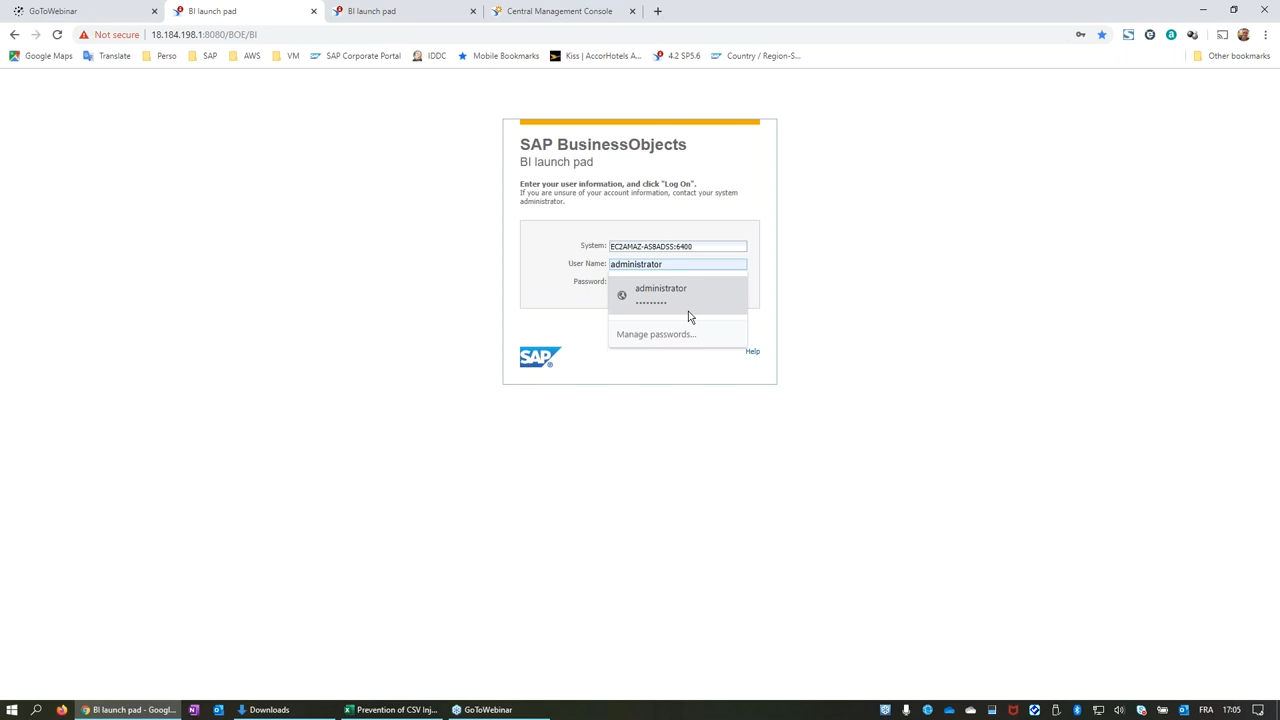 GoToWebinar
BI launch pad
BI launch pad
Central Management Console
Not secure
18.184.198.1:8080/BOE/BI
Google Maps
Translate
Perso
SAP
AWS
VM
SAP Corporate Portal
IDDC
Mobile Bookmarks
Kiss | AccorHotels A...
4.2 SP5.6
Country / Region-S...
Other bookmarks
SAP BusinessObjects
BI launch pad
Enter your user information, and click "Log On".
If you are unsure of your account information, contact your system
administrator.
System: EC2AMAZ-AS8ADSS:6400
User Name: administrator
Password:
administrator
•••••••••
Manage passwords...
SAP®
Help
BI launch pad - Googl...
Downloads
Prevention of CSV Inj...
GoToWebinar
FRA
17:05